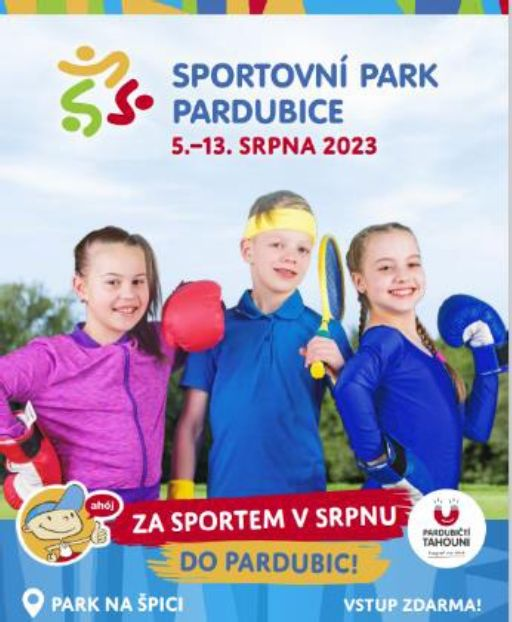 SPORTOVNÍ PARK
PARDUBICE
5.–13. SRPNA 2023
ahój
ZA SPORTEM V SRPNU
DO PARDUBIC!
PARDUBIČTÍ
TAHOUNI
PARK NA ŠPICI
VSTUP ZDARMA!